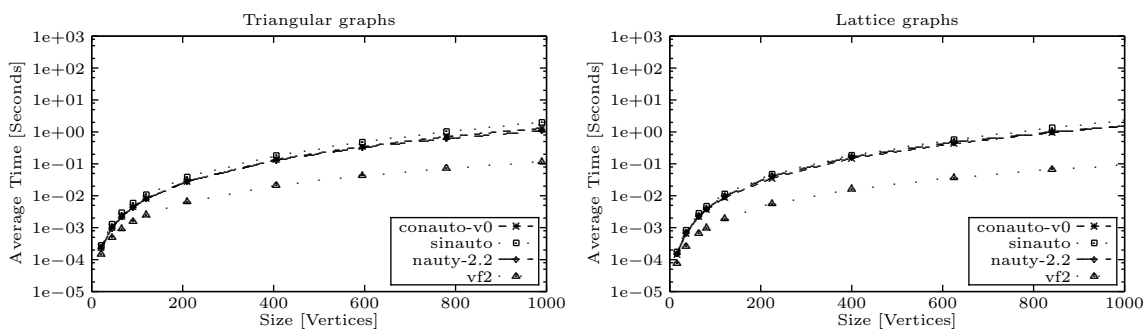 Triangular graphs
Average Time [Seconds]
1e+03
1e+02
1e+01
1e+00
1e-01
1e-02
1e-03
1e-04
1e-05
conauto-v0
sinauto
nauty-2.2
vf2
0 200 400 600 800 1000
Size [Vertices]
Lattice graphs
Average Time [Seconds]
1e+03
1e+02
1e+01
1e+00
1e-01
1e-02
1e-03
1e-04
1e-05
conauto-v0
sinauto
nauty-2.2
vf2
0 200 400 600 800 1000
Size [Vertices]